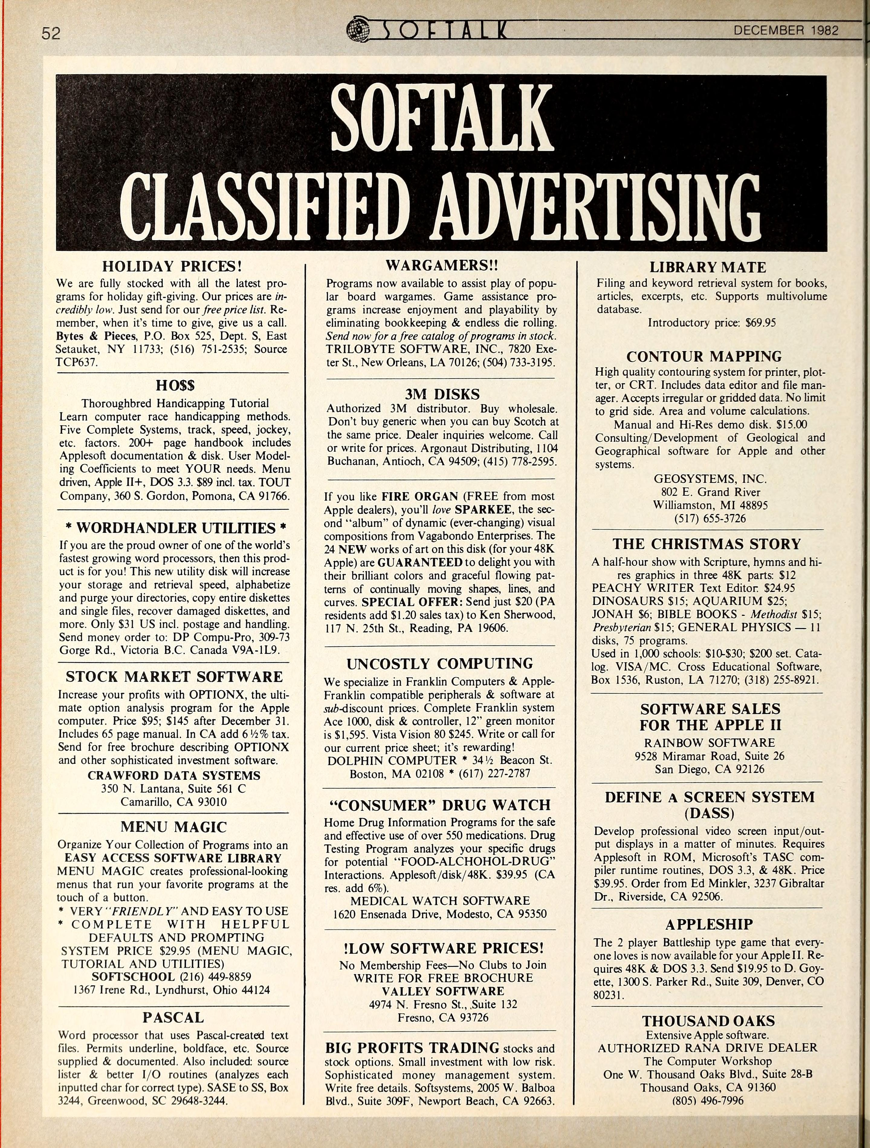 52
SOFTALK
DECEMBER 1982
SOFTALK
CLASSIFIED ADVERTISING
HOLIDAY PRICES!
We are fully stocked with all the latest pro-
grams for holiday gift-giving. Our prices are in-
credibly low. Just send for our free price list. Re-
member, when it's time to give, give us a call.
Bytes & Pieces, P.O. Box 525, Dept. S, East
Setauket, NY 11733; (516) 751-2535; Source
TCP637.
HO$$
Thoroughbred Handicapping Tutorial
Learn computer race handicapping methods.
Five Complete Systems, track, speed, jockey,
etc. factors. 200+ page handbook includes
Applesoft documentation & disk. User Model-
ing Coefficients to meet YOUR needs. Menu
driven, Apple II+, DOS 3.3. $89 incl. tax. TOUT
Company, 360 S. Gordon, Pomona, CA 91766.
* WORDHANDLER UTILITIES *
If you are the proud owner of one of the world's
fastest growing word processors, then this prod-
uct is for you! This new utility disk will increase
your storage and retrieval speed, alphabetize
and purge your directories, copy entire diskettes
and single files, recover damaged diskettes, and
more. Only $31 US incl. postage and handling.
Send money order to: DP Compu-Pro, 309-73
Gorge Rd., Victoria B.C. Canada V9A-1L9.
STOCK MARKET SOFTWARE
Increase your profits with OPTIONX, the ulti-
mate option analysis program for the Apple
computer. Price $95; $145 after December 31.
Includes 65 page manual. In CA add 6½% tax.
Send for free brochure describing OPTIONX
and other sophisticated investment software.
CRAWFORD DATA SYSTEMS
350 N. Lantana, Suite 561 C
Camarillo, CA 93010
MENU MAGIC
Organize Your Collection of Programs into an
EASY ACCESS SOFTWARE LIBRARY
MENU MAGIC creates professional-looking
menus that run your favorite programs at the
touch of a button.
* VERY "FRIENDLY" AND EASY TO USE
* COMPLETE WITH HELPFUL
DEFAULTS AND PROMPTING
SYSTEM PRICE $29.95 (MENU MAGIC,
TUTORIAL AND UTILITIES)
SOFTSCHOOL (216) 449-8859
1367 Irene Rd., Lyndhurst, Ohio 44124
PASCAL
Word processor that uses Pascal-created text
files. Permits underline, boldface, etc. Source
supplied & documented. Also included: source
lister & better I/O routines (analyzes each
inputted char for correct type). SASE to SS, Box
3244, Greenwood, SC 29648-3244.
WARGAMERS!!
Programs now available to assist play of popu-
lar board wargames. Game assistance pro-
grams increase enjoyment and playability by
eliminating bookkeeping & endless die rolling.
Send now for a free catalog of programs in stock.
TRILOBYTE SOFTWARE, INC., 7820 Exe-
ter St., New Orleans, LA 70126; (504) 733-3195.
3M DISKS
Authorized 3M distributor. Buy wholesale.
Don't buy generic when you can buy Scotch at
the same price. Dealer inquiries welcome. Call
or write for prices. Argonaut Distributing, 1104
Buchanan, Antioch, CA 94509; (415) 778-2595.
If you like FIRE ORGAN (FREE from most
Apple dealers), you'll love SPARKEE, the sec-
ond "album" of dynamic (ever-changing) visual
compositions from Vagabondo Enterprises. The
24 NEW works of art on this disk (for your 48K
Apple) are GUARANTEED to delight you with
their brilliant colors and graceful flowing pat-
terns of continually moving shapes, lines, and
curves. SPECIAL OFFER: Send just $20 (PA
residents add $1.20 sales tax) to Ken Sherwood,
117 N. 25th St., Reading, PA 19606.
UNCOSTLY COMPUTING
We specialize in Franklin Computers & Apple-
Franklin compatible peripherals & software at
sub-discount prices. Complete Franklin system
Ace 1000, disk & controller, 12" green monitor
is $1,595. Vista Vision 80 $245. Write or call for
our current price sheet; it's rewarding!
DOLPHIN COMPUTER * 34½ Beacon St.
Boston, MA 02108 * (617) 227-2787
"CONSUMER" DRUG WATCH
Home Drug Information Programs for the safe
and effective use of over 550 medications. Drug
Testing Program analyzes your specific drugs
for potential "FOOD-ALCHOHOL-DRUG"
Interactions. Applesoft/disk/48K. $39.95 (CA
res. add 6%).
MEDICAL WATCH SOFTWARE
1620 Ensenada Drive, Modesto, CA 95350
!LOW SOFTWARE PRICES!
No Membership Fees—No Clubs to Join
WRITE FOR FREE BROCHURE
VALLEY SOFTWARE
4974 N. Fresno St., Suite 132
Fresno, CA 93726
BIG PROFITS TRADING stocks and
stock options. Small investment with low risk.
Sophisticated money management system.
Write free details. Softsystems, 2005 W. Balboa
Blvd., Suite 309F, Newport Beach, CA 92663.
LIBRARY MATE
Filing and keyword retrieval system for books,
articles, excerpts, etc. Supports multivolume
database.
Introductory price: $69.95
CONTOUR MAPPING
High quality contouring system for printer, plot-
ter, or CRT. Includes data editor and file man-
ager. Accepts irregular or gridded data. No limit
to grid side. Area and volume calculations.
Manual and Hi-Res demo disk. $15.00
Consulting/Development of Geological and
Geographical software for Apple and other
systems.
GEOSYSTEMS, INC.
802 E. Grand River
Williamston, MI 48895
(517) 655-3726
THE CHRISTMAS STORY
A half-hour show with Scripture, hymns and hi-
res graphics in three 48K parts: $12
PEACHY WRITER Text Editor: $24.95
DINOSAURS $15; AQUARIUM $25;
JONAH $6; BIBLE BOOKS - Methodist $15;
Presbyterian $15; GENERAL PHYSICS — 11
disks, 75 programs.
Used in 1,000 schools: $10-$30; $200 set. Cata-
log. VISA/MC. Cross Educational Software,
Box 1536, Ruston, LA 71270; (318) 255-8921.
SOFTWARE SALES
FOR THE APPLE II
RAINBOW SOFTWARE
9528 Miramar Road, Suite 26
San Diego, CA 92126
DEFINE A SCREEN SYSTEM
(DASS)
Develop professional video screen input/out-
put displays in a matter of minutes. Requires
Applesoft in ROM, Microsoft's TASC com-
piler runtime routines, DOS 3.3, & 48K. Price
$39.95. Order from Ed Minkler, 3237 Gibraltar
Dr., Riverside, CA 92506.
APPLESHIP
The 2 player Battleship type game that every-
one loves is now available for your Apple II. Re-
quires 48K & DOS 3.3. Send $19.95 to D. Goy-
ette, 1300 S. Parker Rd., Suite 309, Denver, CO
80231.
THOUSAND OAKS
Extensive Apple software.
AUTHORIZED RANA DRIVE DEALER
The Computer Workshop
One W. Thousand Oaks Blvd., Suite 28-B
Thousand Oaks, CA 91360
(805) 496-7996